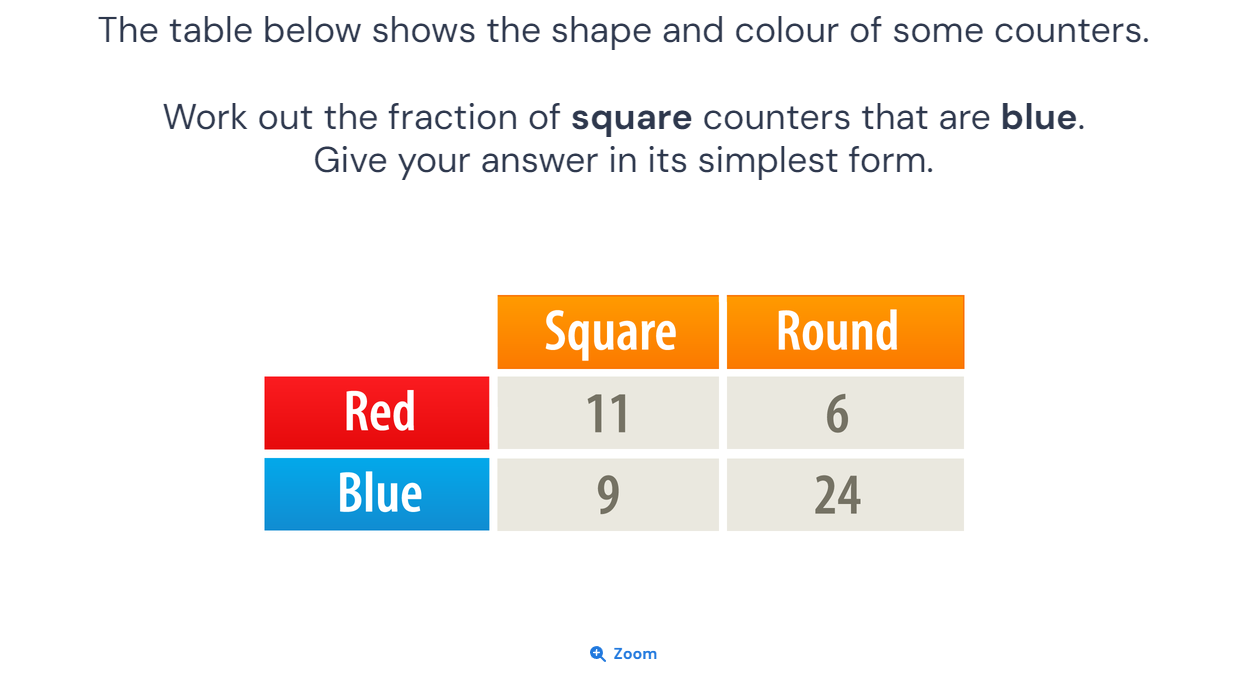 The table below shows the shape and colour of some counters.
Work out the fraction of square counters that are blue.
Give your answer in its simplest form.
Square Round
Red 11 6
Blue 9 24
Zoom